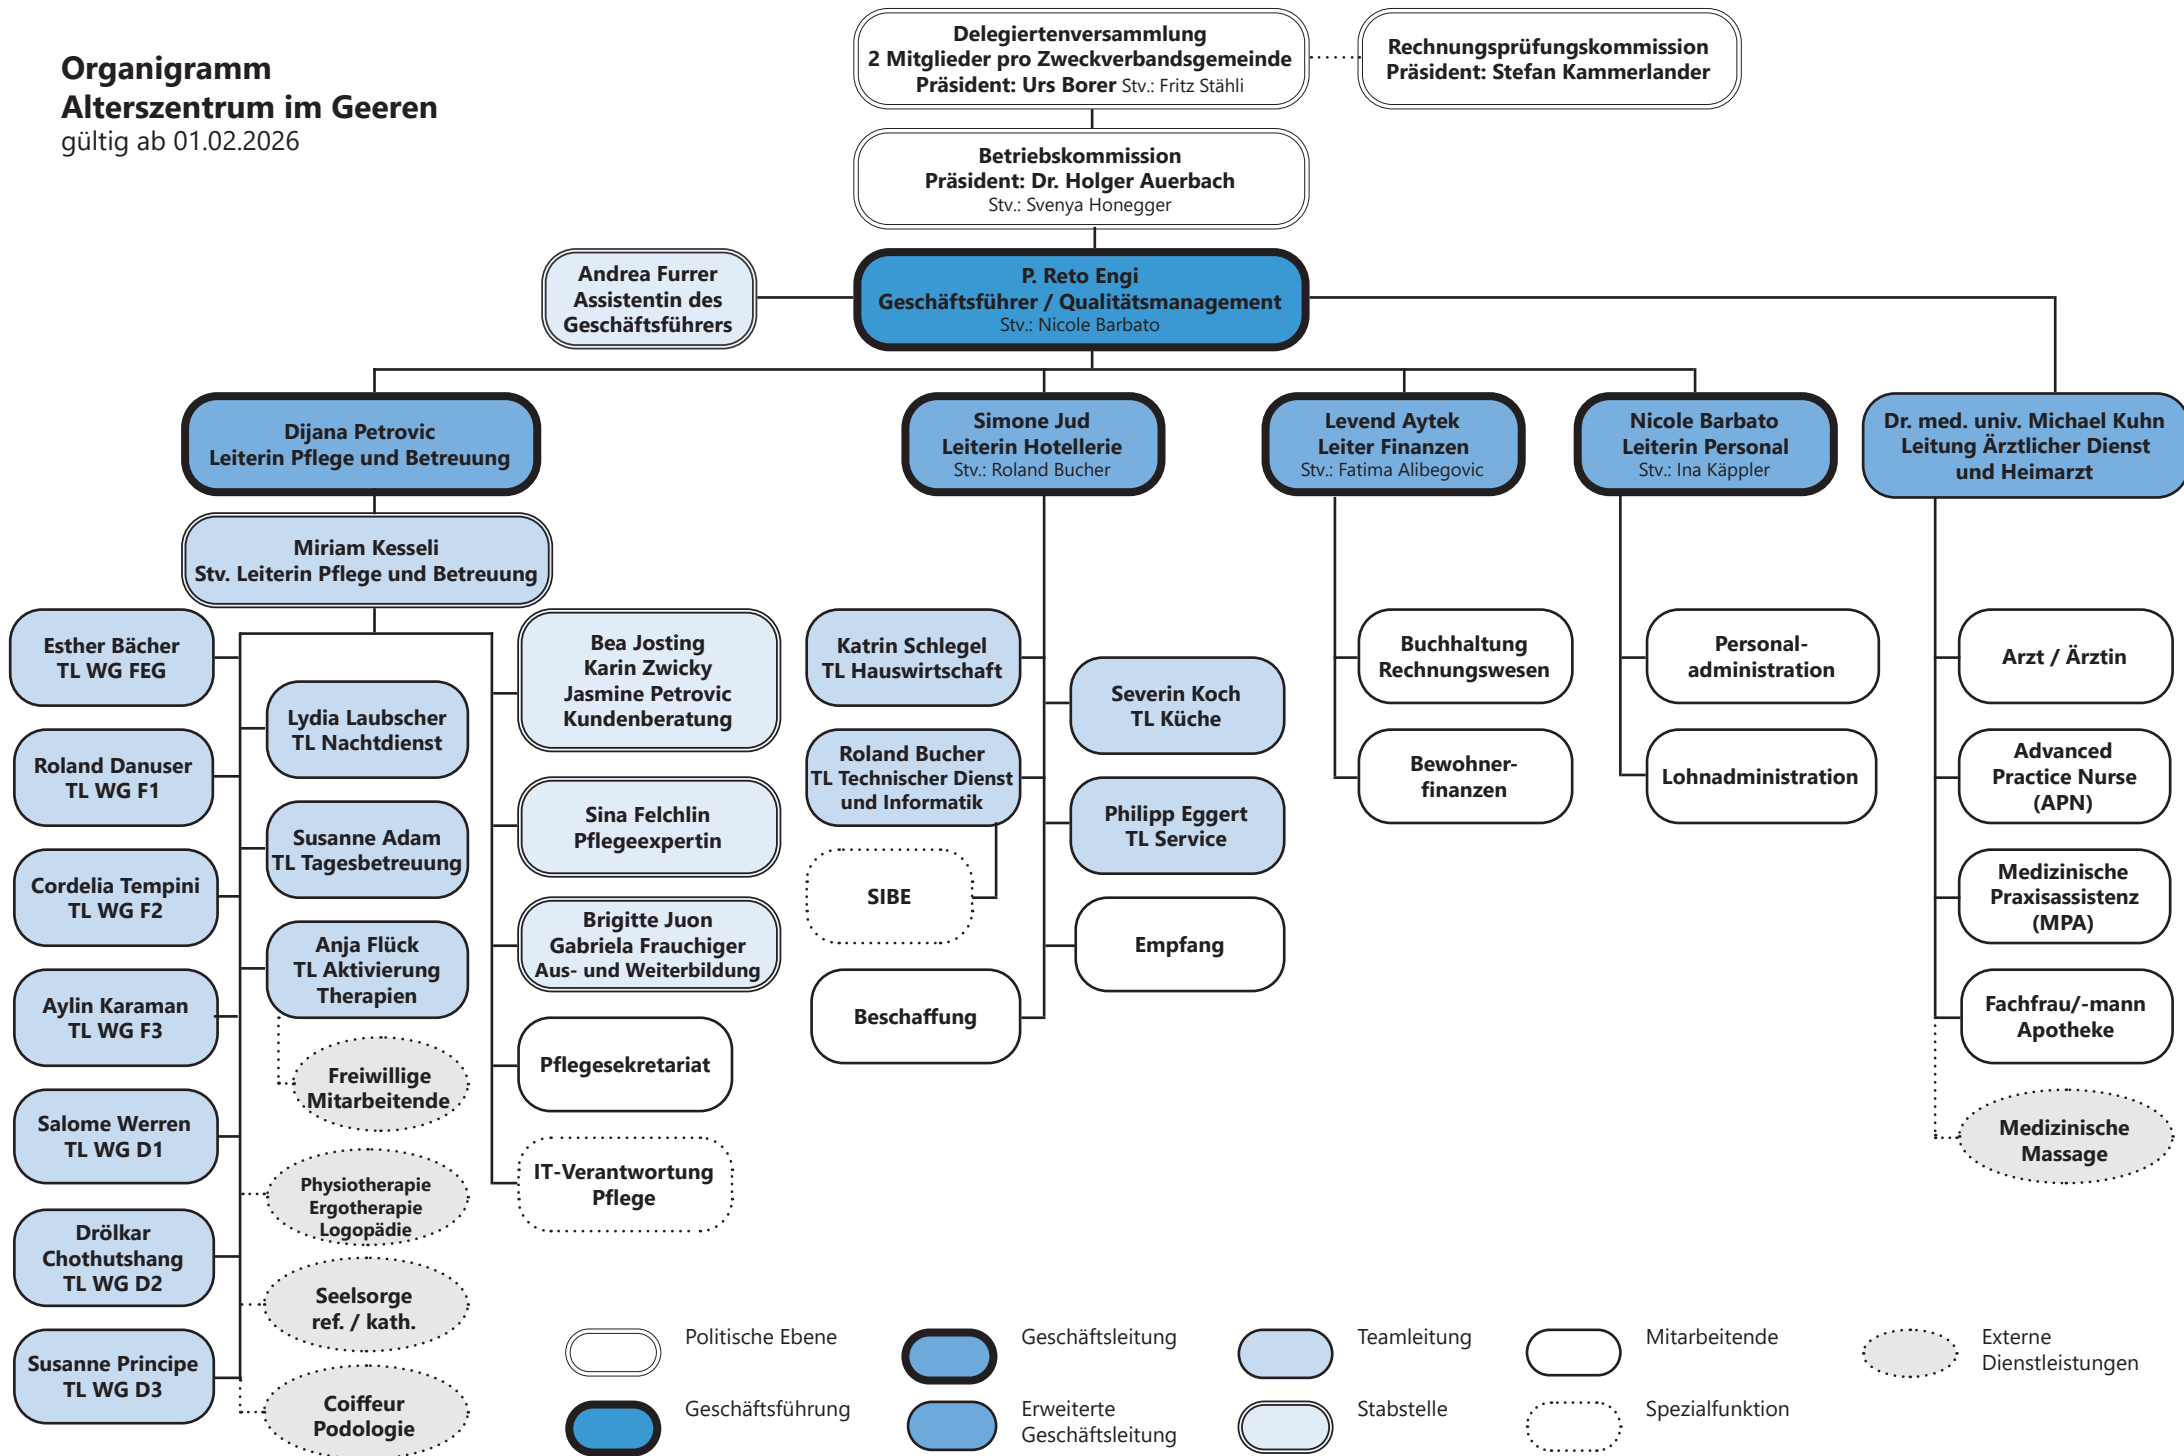 Organigramm
Alterszentrum im Geeren
gültig ab 01.02.2026
Delegiertenversammlung
2 Mitglieder pro Zweckverbandsgemeinde
Präsident: Urs Borer Stv.: Fritz Stähli
Rechnungsprüfungskommission
Präsident: Stefan Kammerlander
Betriebskommission
Präsident: Dr. Holger Auerbach
Stv.: Svenya Honegger
Andrea Furrer
Assistentin des
Geschäftsführers
P. Reto Engi
Geschäftsführer / Qualitätsmanagement
Stv.: Nicole Barbato
Dijana Petrovic
Leiterin Pflege und Betreuung
Simone Jud
Leiterin Hotellerie
Stv.: Roland Bucher
Levend Aytek
Leiter Finanzen
Stv.: Fatima Alibegovic
Nicole Barbato
Leiterin Personal
Stv.: Ina Käppler
Dr. med. univ. Michael Kuhn
Leitung Ärztlicher Dienst
und Heimarzt
Miriam Kesseli
Stv. Leiterin Pflege und Betreuung
Esther Bächer
TL WG FEG
Roland Danuser
TL WG F1
Cordelia Tempini
TL WG F2
Aylin Karaman
TL WG F3
Salome Werren
TL WG D1
Drölkar
Chothutshang
TL WG D2
Susanne Principe
TL WG D3
Lydia Laubscher
TL Nachtdienst
Susanne Adam
TL Tagesbetreuung
Anja Flück
TL Aktivierung
Therapien
Freiwillige
Mitarbeitende
Physiotherapie
Ergotherapie
Logopädie
Seelsorge
ref. / kath.
Coiffeur
Podologie
Bea Josting
Karin Zwicky
Jasmine Petrovic
Kundenberatung
Sina Felchlin
Pflegeexpertin
Brigitte Juon
Gabriela Frauchiger
Aus- und Weiterbildung
Pflegesekretariat
IT-Verantwortung
Pflege
Katrin Schlegel
TL Hauswirtschaft
Roland Bucher
TL Technischer Dienst
und Informatik
SIBE
Beschaffung
Severin Koch
TL Küche
Philipp Eggert
TL Service
Empfang
Buchhaltung
Rechnungswesen
Bewohner-
finanzen
Personal-
administration
Lohnadministration
Arzt / Ärztin
Advanced
Practice Nurse
(APN)
Medizinische
Praxisassistenz
(MPA)
Fachfrau/-mann
Apotheke
Medizinische
Massage
Politische Ebene
Geschäftsleitung
Teamleitung
Mitarbeitende
Externe
Dienstleistungen
Geschäftsführung
Erweiterte
Geschäftsleitung
Stabstelle
Spezialfunktion